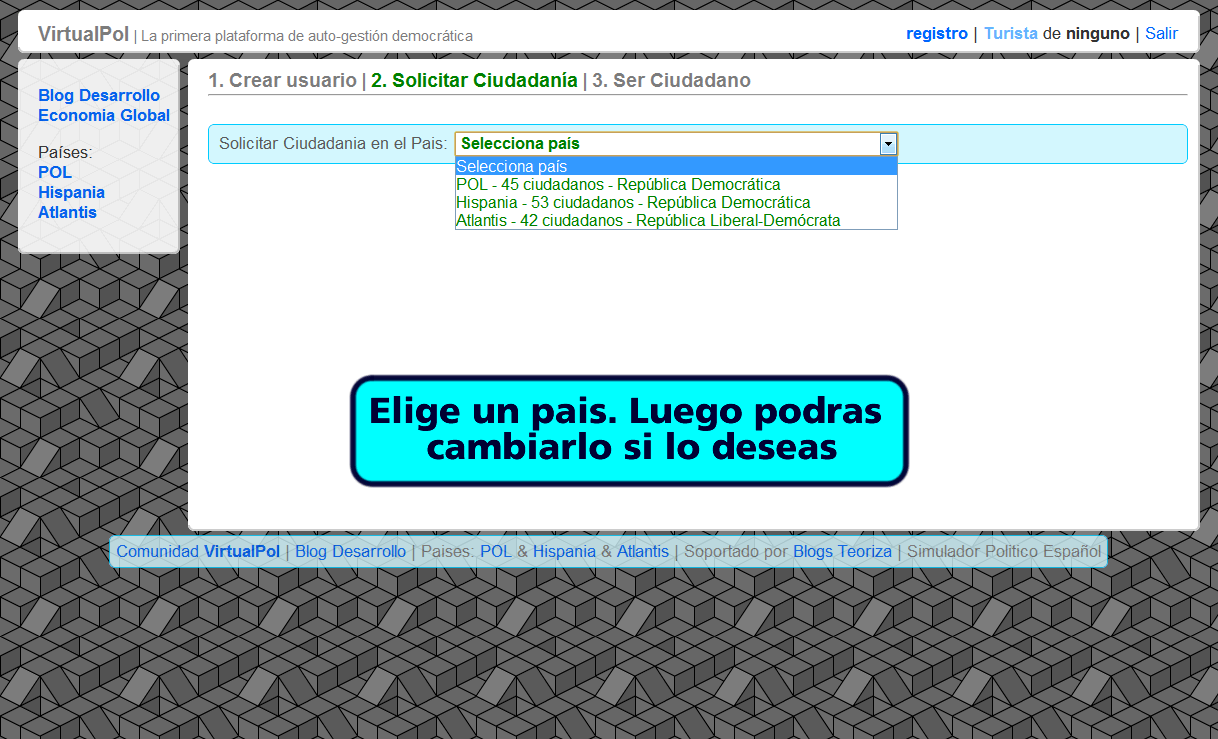 VirtualPol | La primera plataforma de auto-gestión democrática
registro | Turista de ninguno | Salir
Blog Desarrollo
Economia Global
Países:
POL
Hispania
Atlantis
1. Crear usuario | 2. Solicitar Ciudadanía | 3. Ser Ciudadano
Solicitar Ciudadania en el Pais: Selecciona país
Selecciona país
POL - 45 ciudadanos - República Democrática
Hispania - 53 ciudadanos - República Democrática
Atlantis - 42 ciudadanos - República Liberal-Demócrata
Elige un pais. Luego podras
cambiarlo si lo deseas
Comunidad VirtualPol | Blog Desarrollo | Paises: POL & Hispania & Atlantis | Soportado por Blogs Teoriza | Simulador Politico Español